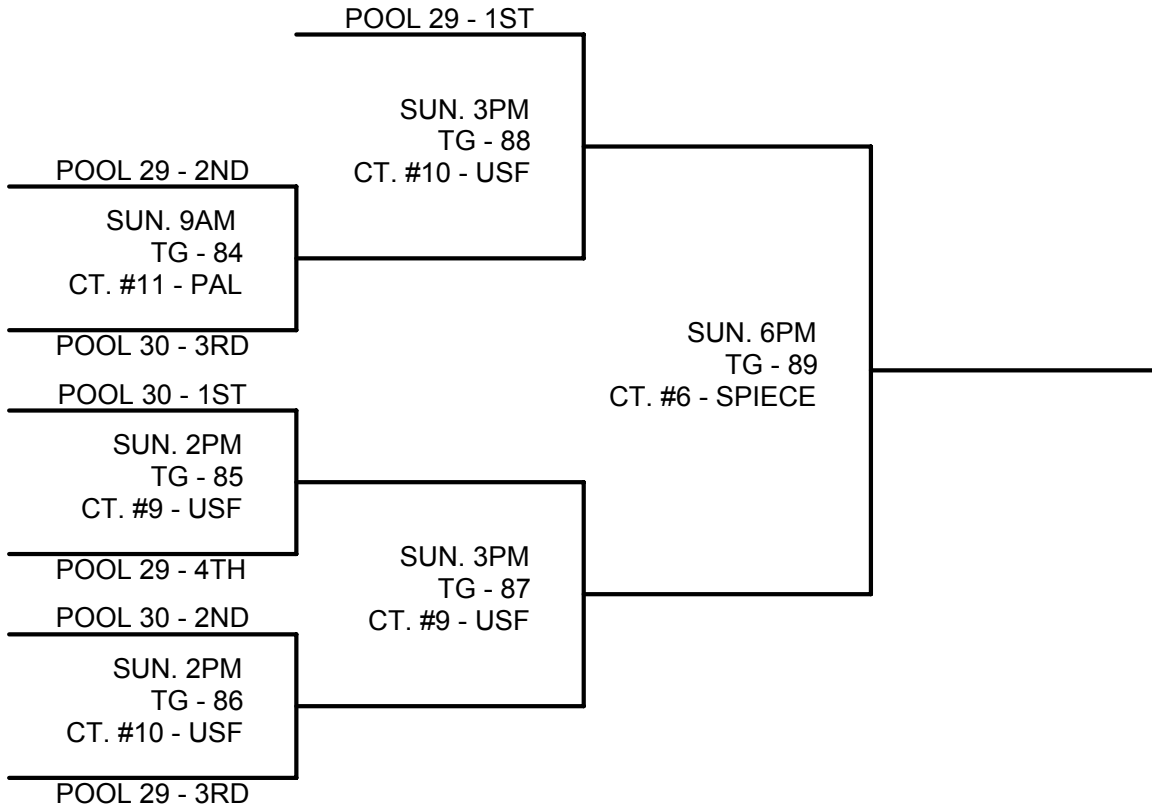 POOL 29 - 1ST
SUN. 3PM
TG - 88
CT. #10 - USF
POOL 29 - 2ND
SUN. 9AM
TG - 84
CT. #11 - PAL
POOL 30 - 3RD
SUN. 6PM
TG - 89
CT. #6 - SPIECE
POOL 30 - 1ST
SUN. 2PM
TG - 85
CT. #9 - USF
POOL 29 - 4TH
SUN. 3PM
TG - 87
CT. #9 - USF
POOL 30 - 2ND
SUN. 2PM
TG - 86
CT. #10 - USF
POOL 29 - 3RD